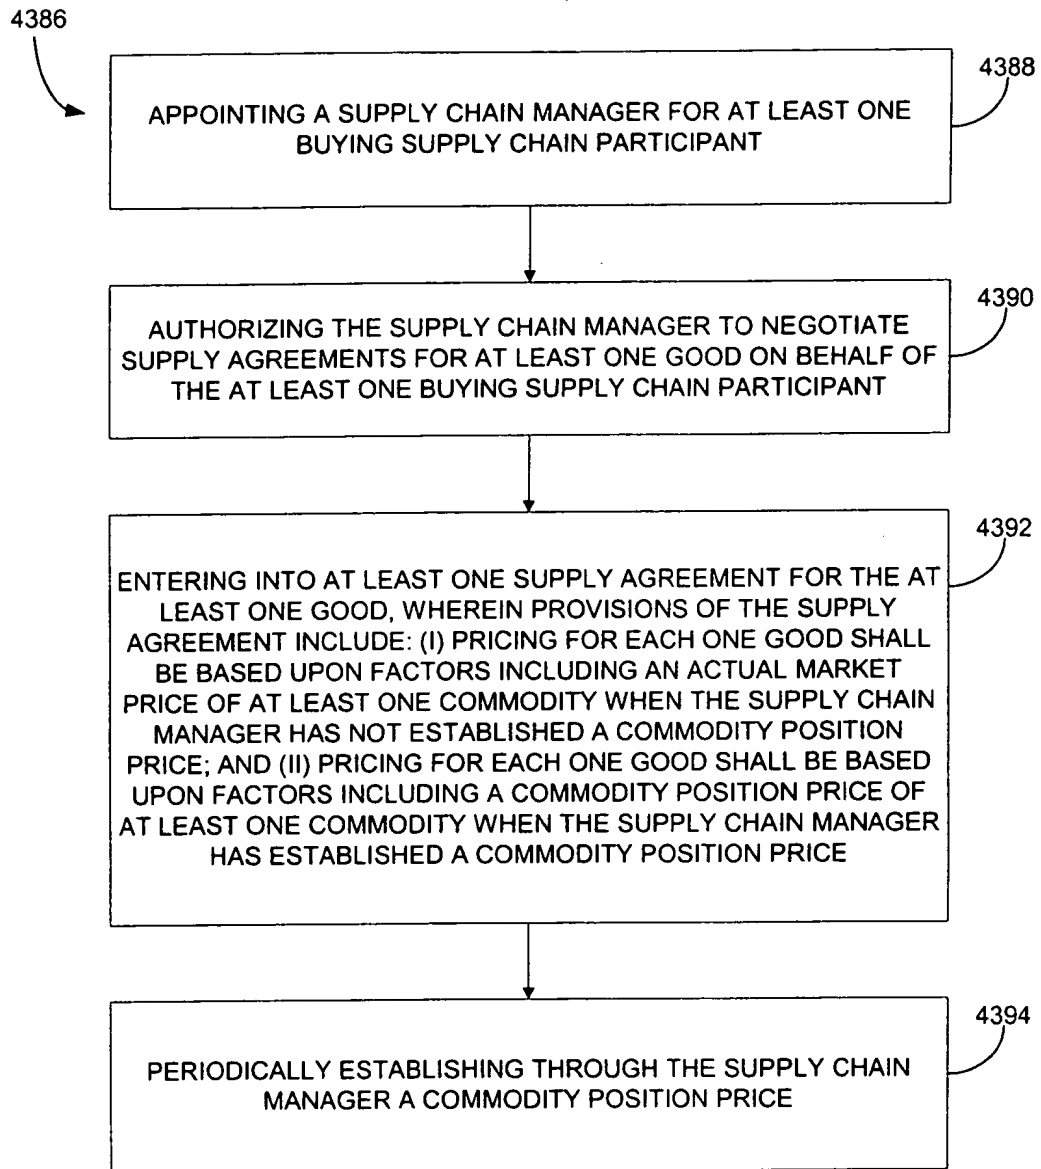 4386
4388
APPOINTING A SUPPLY CHAIN MANAGER FOR AT LEAST ONE
BUYING SUPPLY CHAIN PARTICIPANT
4390
AUTHORIZING THE SUPPLY CHAIN MANAGER TO NEGOTIATE
SUPPLY AGREEMENTS FOR AT LEAST ONE GOOD ON BEHALF OF
THE AT LEAST ONE BUYING SUPPLY CHAIN PARTICIPANT
4392
ENTERING INTO AT LEAST ONE SUPPLY AGREEMENT FOR THE AT
LEAST ONE GOOD, WHEREIN PROVISIONS OF THE SUPPLY
AGREEMENT INCLUDE: (I) PRICING FOR EACH ONE GOOD SHALL
BE BASED UPON FACTORS INCLUDING AN ACTUAL MARKET
PRICE OF AT LEAST ONE COMMODITY WHEN THE SUPPLY CHAIN
MANAGER HAS NOT ESTABLISHED A COMMODITY POSITION
PRICE; AND (II) PRICING FOR EACH ONE GOOD SHALL BE BASED
UPON FACTORS INCLUDING A COMMODITY POSITION PRICE OF
AT LEAST ONE COMMODITY WHEN THE SUPPLY CHAIN MANAGER
HAS ESTABLISHED A COMMODITY POSITION PRICE
4394
PERIODICALLY ESTABLISHING THROUGH THE SUPPLY CHAIN
MANAGER A COMMODITY POSITION PRICE